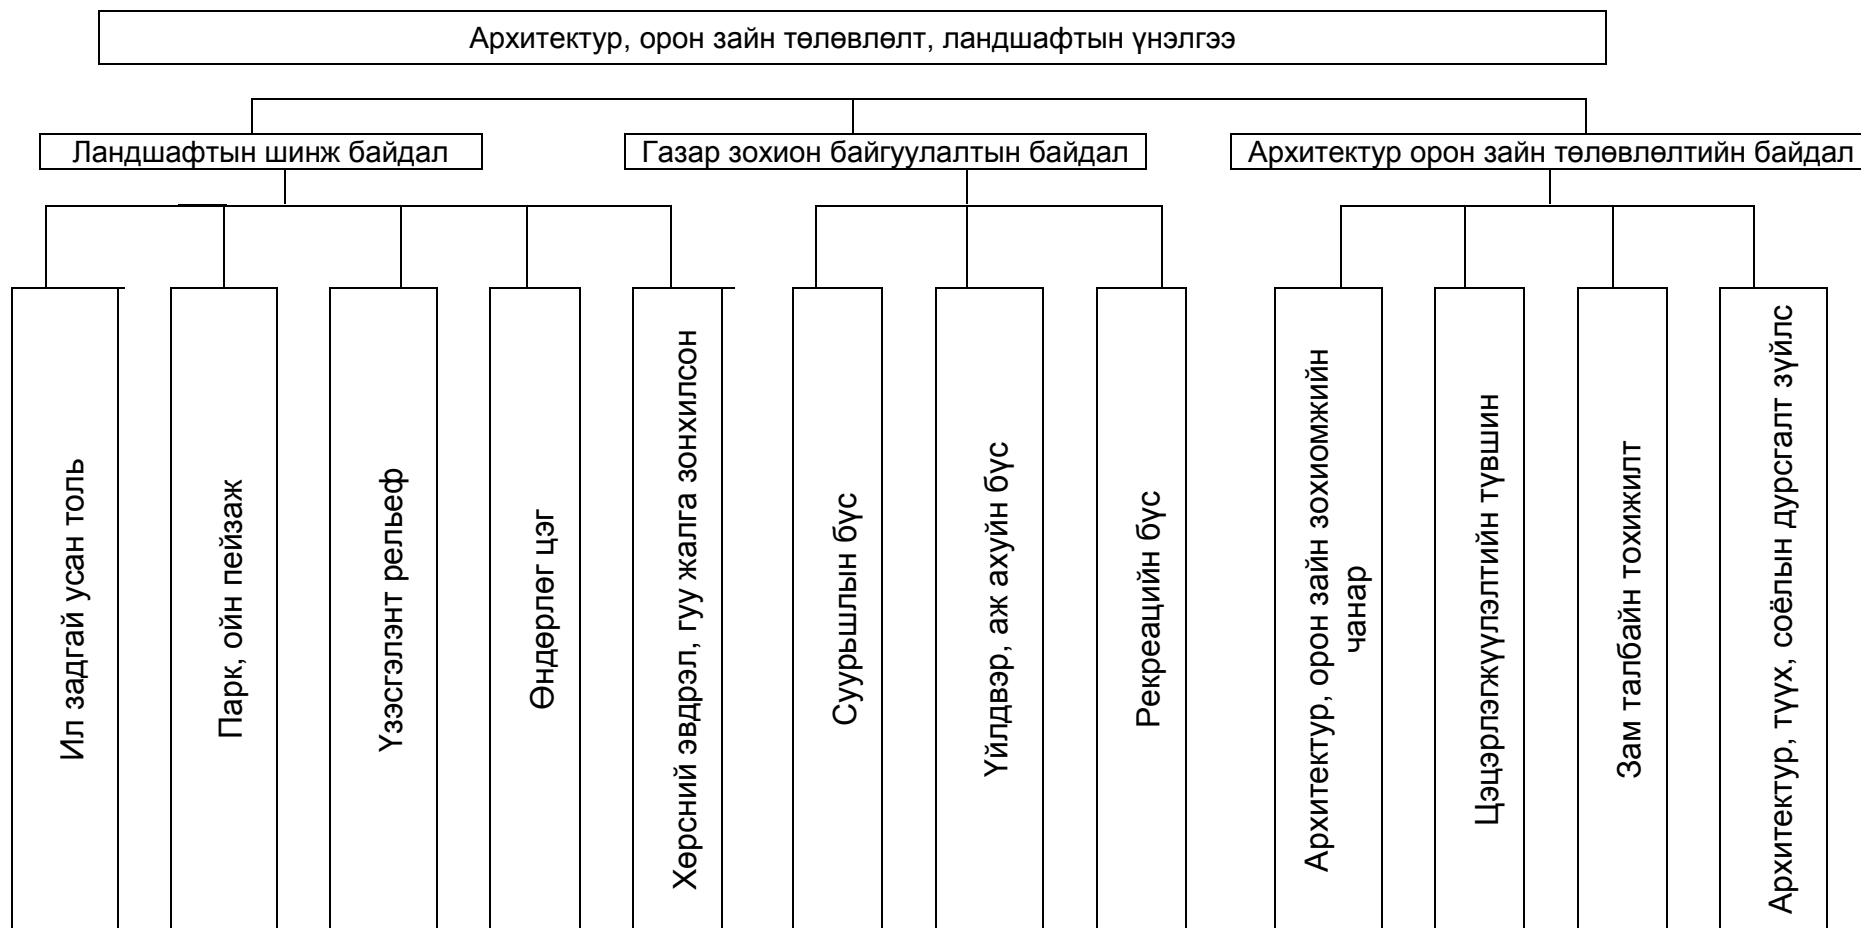 Архитектур, орон зайн төлөвлөлт, ландшафтын үнэлгээ
Ландшафтын шинж байдал
Газар зохион байгуулалтын байдал
Архитектур орон зайн төлөвлөлтийн байдал
Ил задгай усан толь
Парк, ойн пейзаж
Үзэсгэлэнт рельеф
Өндөрлөг цэг
Хөрсний эвдрэл, гуу жалга зонхилсон
Суурьшлын бүс
Үйлдвэр, аж ахуйн бүс
Рекреацийн бүс
Архитектур, орон зайн зохиомжийн
чанар
Цэцэрлэгжүүлэлтийн түвшин
Зам талбайн тохижилт
Архитектур, түүх, соёлын дурсгалт зүйлс